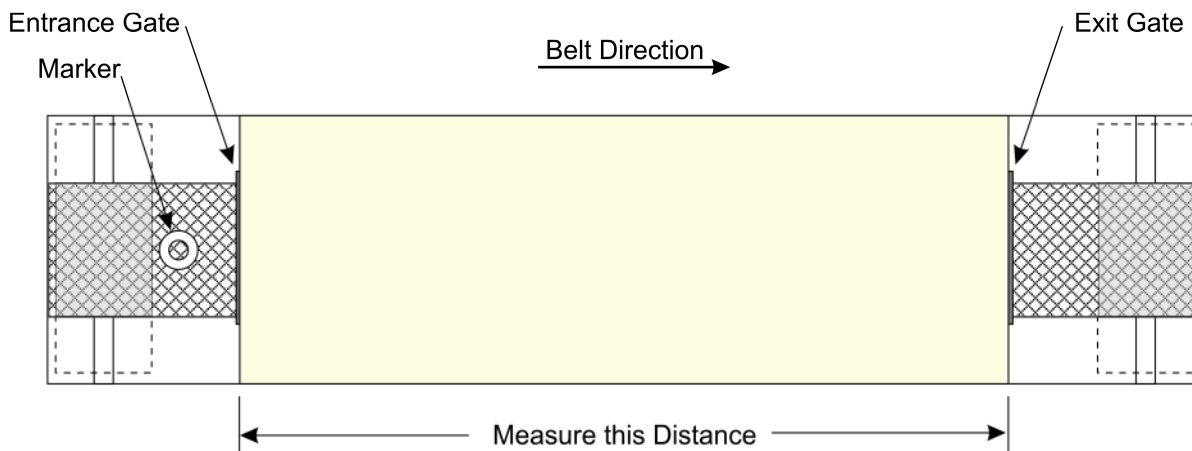 Entrance Gate
Exit Gate
Belt Direction
Marker
Measure this Distance